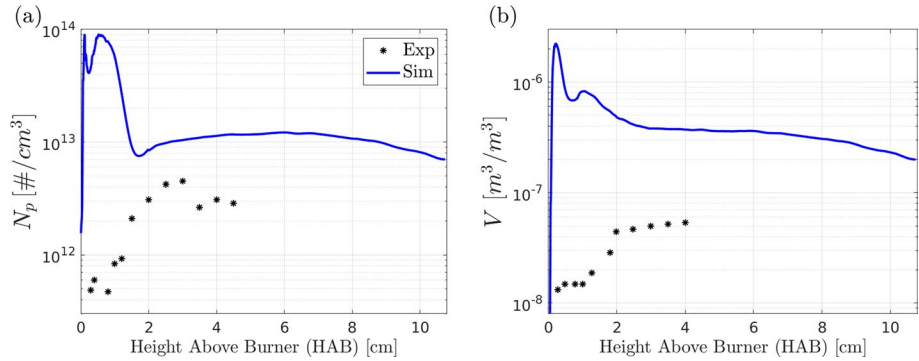 (a)
10^14
10^13
10^12
N_p [#/cm^3]
0 2 4 6 8 10
Height Above Burner (HAB) [cm]
Exp
Sim
(b)
10^-6
10^-7
10^-8
V [m^3/m^3]
0 2 4 6 8 10
Height Above Burner (HAB) [cm]